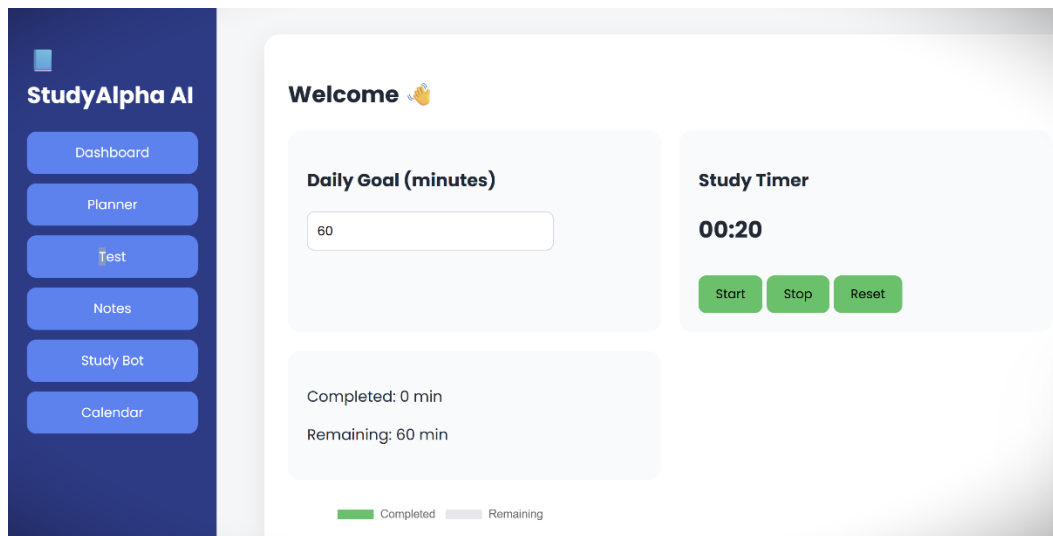 StudyAlpha AI
Dashboard
Planner
Test
Notes
Study Bot
Calendar
Welcome 👋
Daily Goal (minutes)
60
Study Timer
00:20
Start Stop Reset
Completed: 0 min
Remaining: 60 min
Completed Remaining